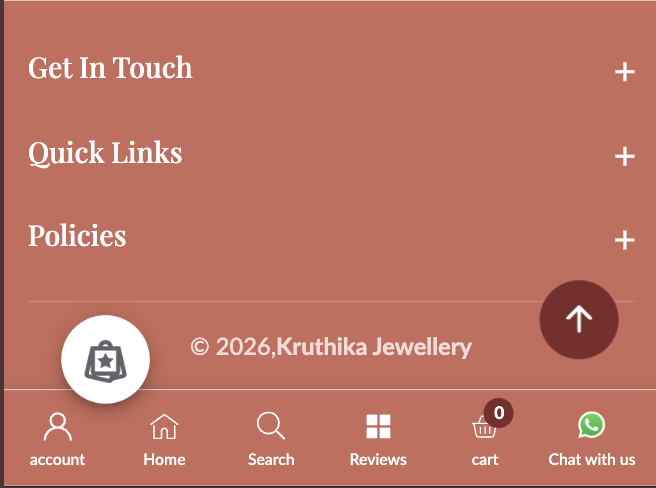 Get In Touch
Quick Links
Policies
© 2026,Kruthika Jewellery
0
account
Home
Search
Reviews
cart
Chat with us